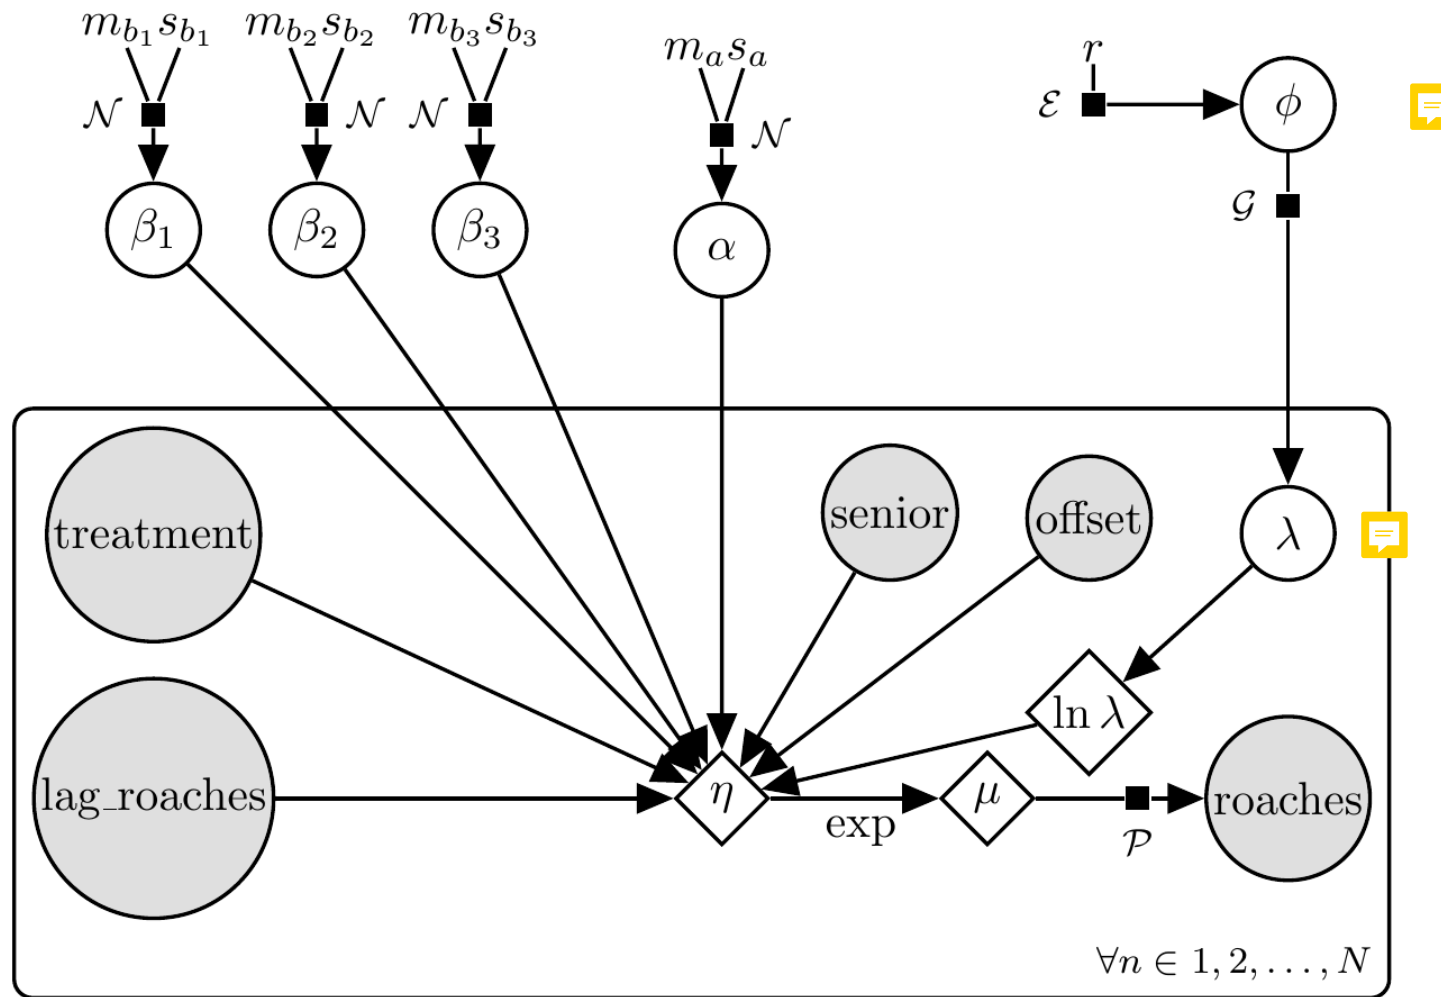 m_{b_1} s_{b_1} m_{b_2} s_{b_2} m_{b_3} s_{b_3}
m_a s_a
r
𝒩 𝒩 𝒩 𝒩 ℰ ϕ
β_1 β_2 β_3 α 𝒢
treatment senior offset λ
ln λ
lag_roaches η exp μ 𝒫 roaches
∀n ∈ 1, 2, . . . , N